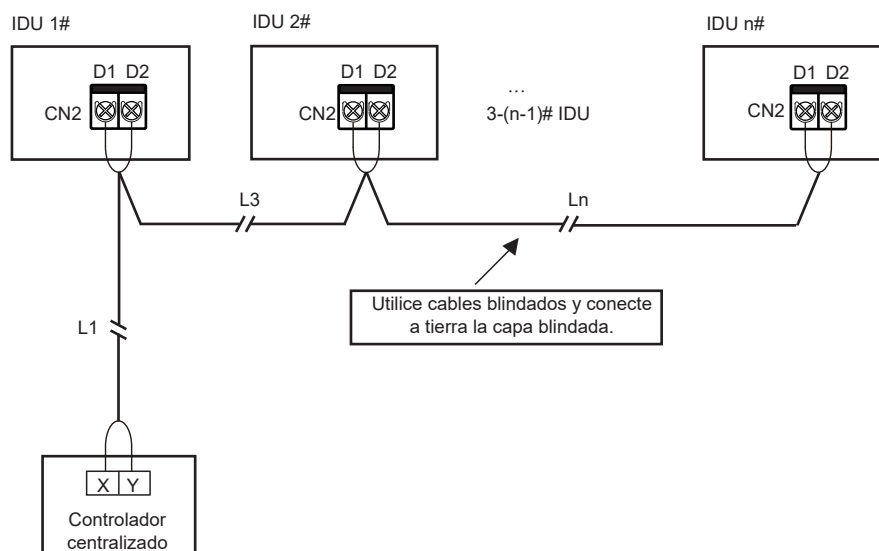 IDU 1#
IDU 2#
IDU n#
D1 D2
D1 D2
D1 D2
CN2
CN2
CN2
...
3-(n-1)# IDU
L3
Ln
Utilice cables blindados y conecte
a tierra la capa blindada.
L1
X Y
Controlador
centralizado